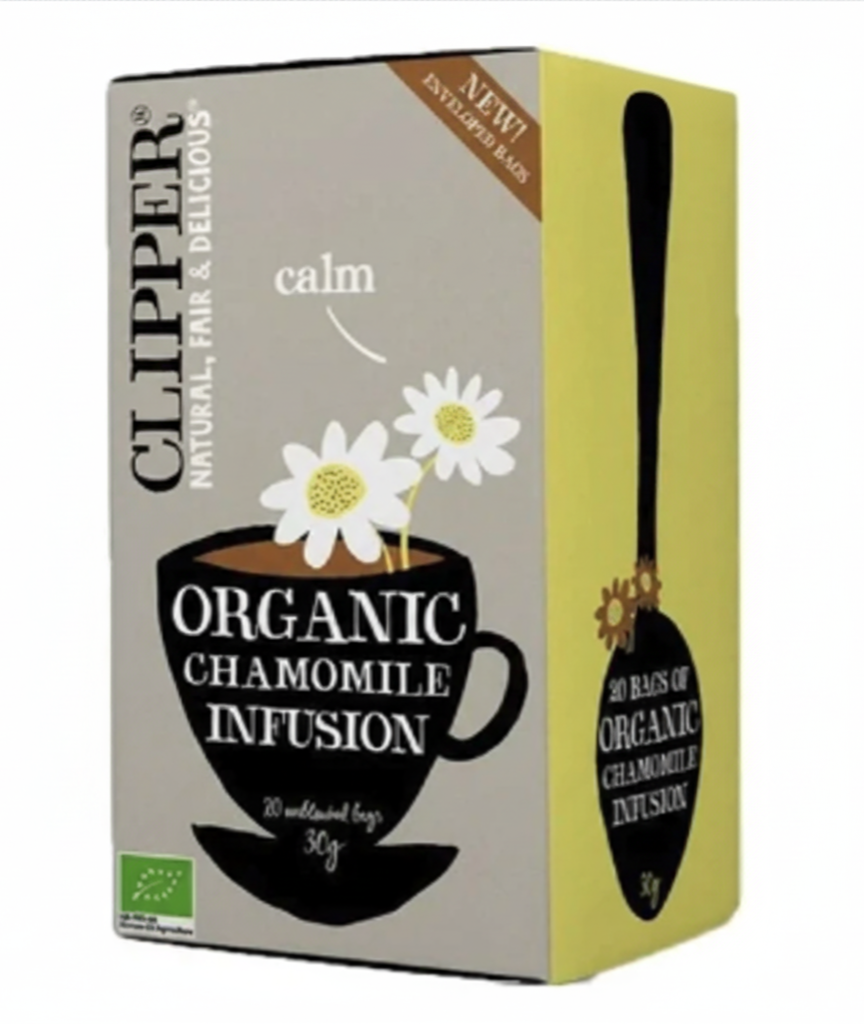 CLIPPER®
NATURAL, FAIR & DELICIOUS®
NEW!
ENVELOPED BAGS
calm
ORGANIC
CHAMOMILE
INFUSION
20 unbleached bags
30g
20 BAGS OF
ORGANIC
CHAMOMILE
INFUSION
30g